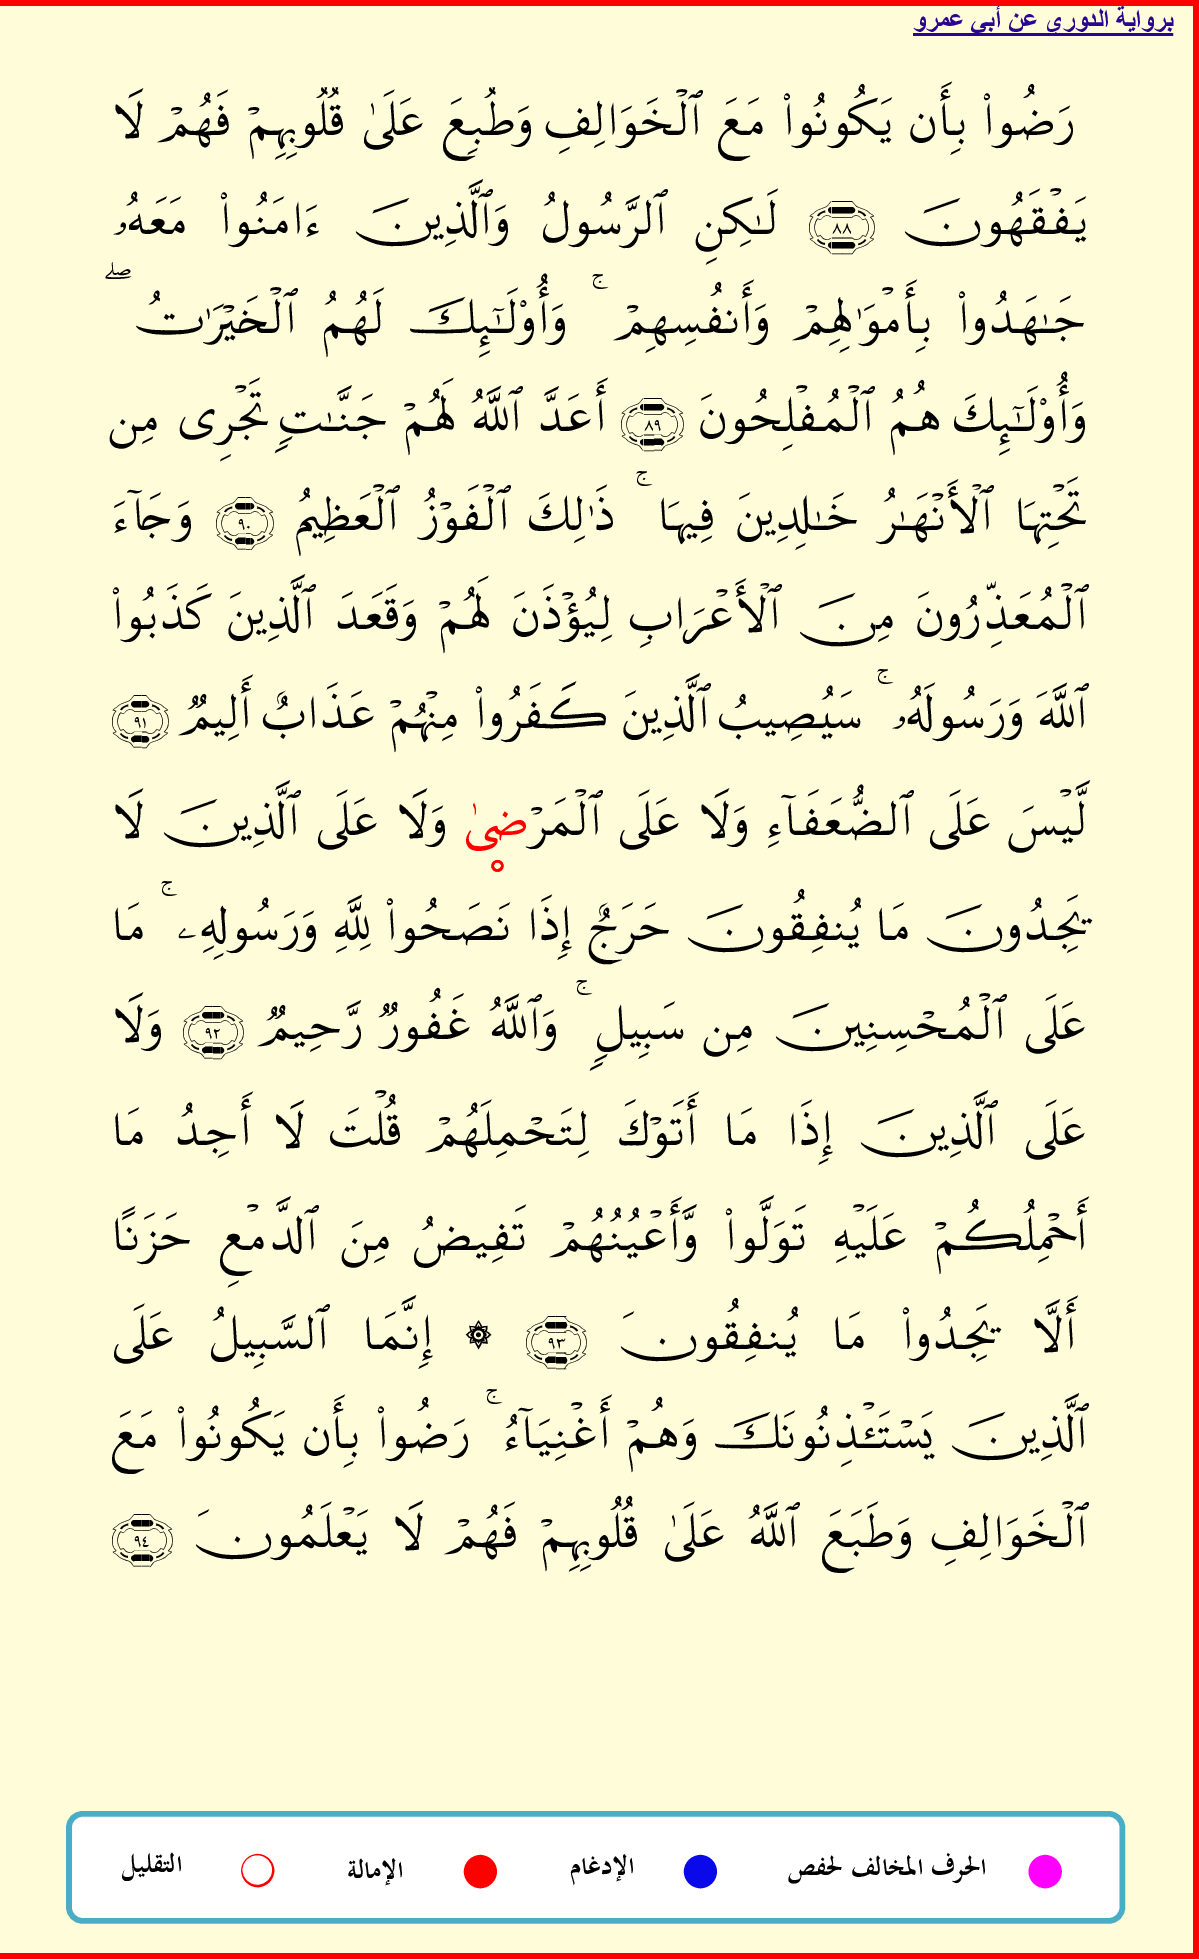 برواية الدوري عن أبي عمرو
رَضُواْ بِأَن يَكُونُواْ مَعَ ٱلْخَوَالِفِ وَطُبِعَ عَلَىٰ قُلُوبِهِمْ فَهُمْ لَا
يَفْقَهُونَ ٨٨ لَٰكِنِ ٱلرَّسُولُ وَٱلَّذِينَ ءَامَنُواْ مَعَهُۥ
جَٰهَدُواْ بِأَمْوَٰلِهِمْ وَأَنفُسِهِمْ ۚ وَأُوْلَٰٓئِكَ لَهُمُ ٱلْخَيْرَٰتُ ۖ
وَأُوْلَٰٓئِكَ هُمُ ٱلْمُفْلِحُونَ ٨٩ أَعَدَّ ٱللَّهُ لَهُمْ جَنَّٰتٍ تَجْرِى مِن
تَحْتِهَا ٱلْأَنْهَٰرُ خَٰلِدِينَ فِيهَا ۚ ذَٰلِكَ ٱلْفَوْزُ ٱلْعَظِيمُ ٩٠ وَجَآءَ
ٱلْمُعَذِّرُونَ مِنَ ٱلْأَعْرَابِ لِيُؤْذَنَ لَهُمْ وَقَعَدَ ٱلَّذِينَ كَذَبُواْ
ٱللَّهَ وَرَسُولَهُۥ ۚ سَيُصِيبُ ٱلَّذِينَ كَفَرُواْ مِنْهُمْ عَذَابٌ أَلِيمٌ ٩١
لَّيْسَ عَلَى ٱلضُّعَفَآءِ وَلَا عَلَى ٱلْمَرْضىٰ وَلَا عَلَى ٱلَّذِينَ لَا
يَجِدُونَ مَا يُنفِقُونَ حَرَجٌ إِذَا نَصَحُواْ لِلَّهِ وَرَسُولِهِۦ ۚ مَا
عَلَى ٱلْمُحْسِنِينَ مِن سَبِيلٍ ۚ وَٱللَّهُ غَفُورٌ رَّحِيمٌ ٩٢ وَلَا
عَلَى ٱلَّذِينَ إِذَا مَا أَتَوْكَ لِتَحْمِلَهُمْ قُلْتَ لَا أَجِدُ مَا
أَحْمِلُكُمْ عَلَيْهِ تَوَلَّواْ وَّأَعْيُنُهُمْ تَفِيضُ مِنَ ٱلدَّمْعِ حَزَنًا
أَلَّا يَجِدُواْ مَا يُنفِقُونَ ٩٣ ۞ إِنَّمَا ٱلسَّبِيلُ عَلَى
ٱلَّذِينَ يَسْتَـْٔذِنُونَكَ وَهُمْ أَغْنِيَآءُ ۚ رَضُواْ بِأَن يَكُونُواْ مَعَ
ٱلْخَوَالِفِ وَطَبَعَ ٱللَّهُ عَلَىٰ قُلُوبِهِمْ فَهُمْ لَا يَعْلَمُونَ ٩٤
الحرف المخالف لحفص الإدغام الإمالة التقليل